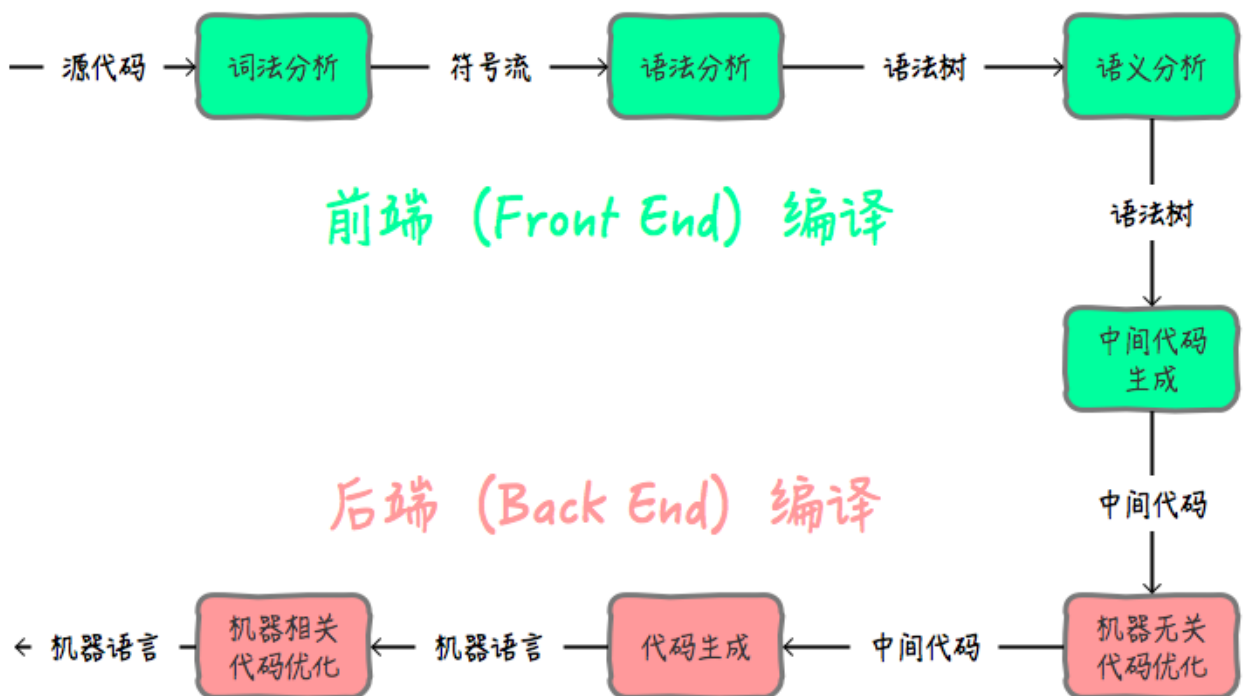 源代码
词法分析
符号流
语法分析
语法树
语义分析
前端 (Front End) 编译
语法树
中间代码
生成
后端 (Back End) 编译
中间代码
机器无关
代码优化
中间代码
代码生成
机器语言
机器相关
代码优化
机器语言